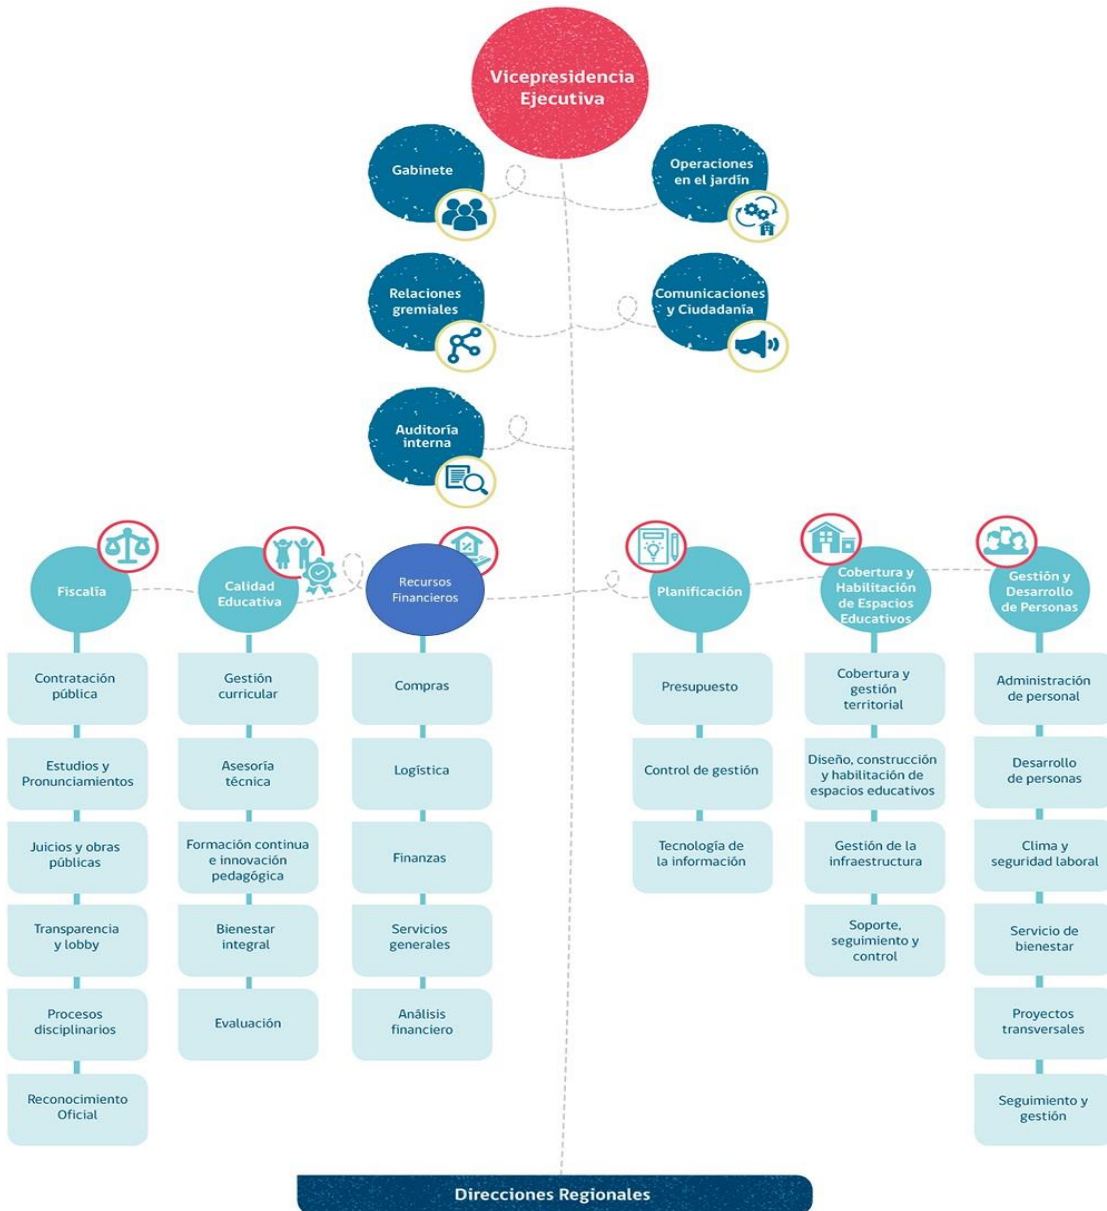 Vicepresidencia
Ejecutiva
Gabinete
Operaciones
en el jardín
Relaciones
gremiales
Comunicaciones
y Ciudadanía
Auditoría
interna
Fiscalía
Calidad
Educativa
Recursos
Financieros
Planificación
Cobertura y
Habilitación
de Espacios
Educativos
Gestión y
Desarrollo
de Personas
Contratación
pública
Estudios y
Pronunciamientos
Juicios y obras
públicas
Transparencia
y lobby
Procesos
disciplinarios
Reconocimiento
Oficial
Gestión
curricular
Asesoría
técnica
Formación continua
e innovación
pedagógica
Bienestar
integral
Evaluación
Compras
Logística
Finanzas
Servicios
generales
Análisis
financiero
Presupuesto
Control de gestión
Tecnología de
la información
Cobertura y
gestión
territorial
Diseño, construcción
y habilitación de
espacios educativos
Gestión de la
infraestructura
Soporte,
seguimiento y
control
Administración
de personal
Desarrollo
de personas
Clima y
seguridad laboral
Servicio de
bienestar
Proyectos
transversales
Seguimiento y
gestión
Direcciones Regionales